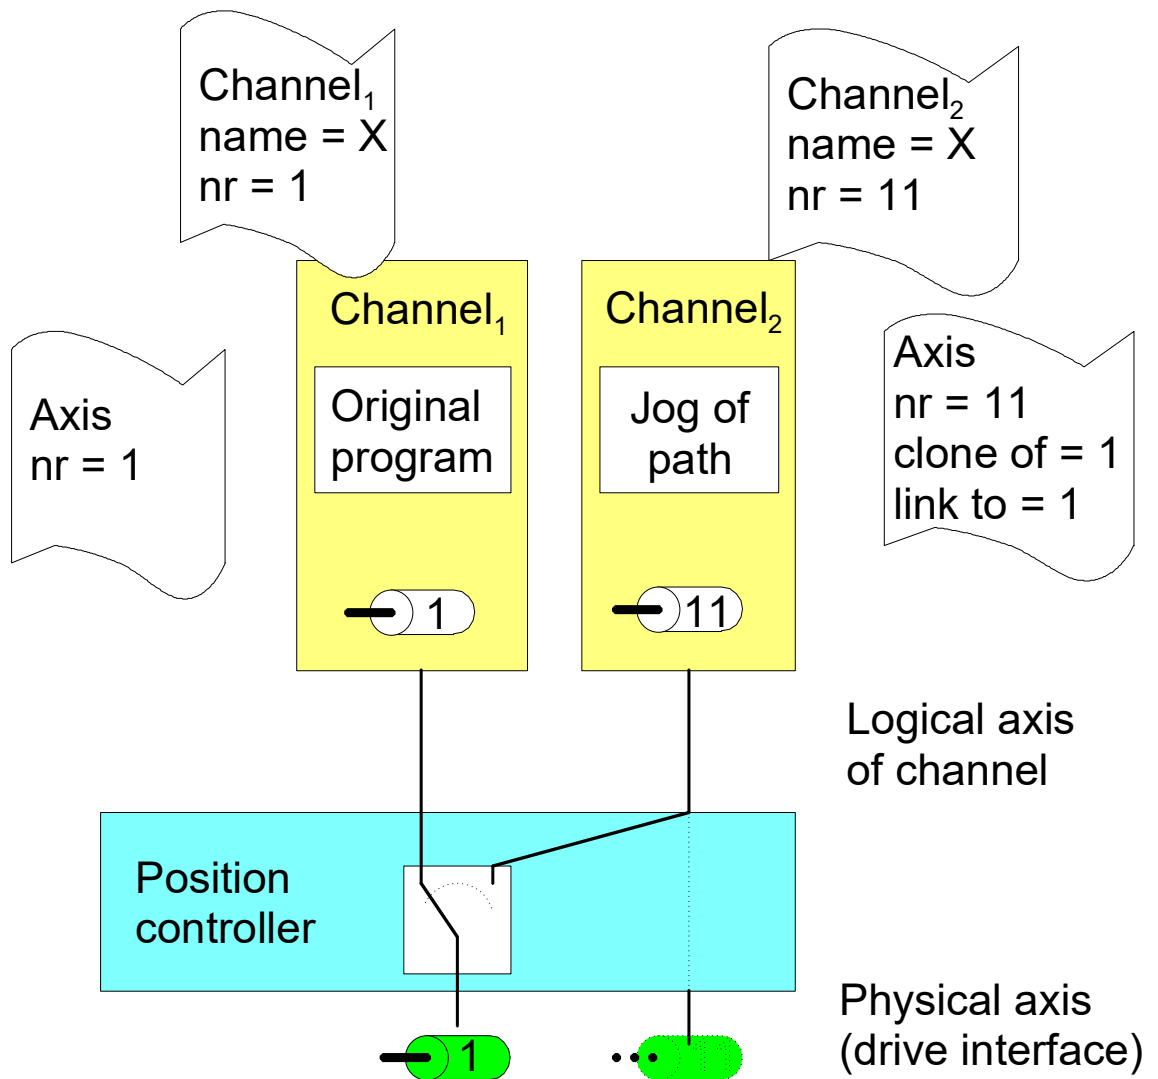 Channel₁
name = X
nr = 1
Channel₂
name = X
nr = 11
Channel₁
Channel₂
Axis
nr = 1
Original
program
Jog of
path
Axis
nr = 11
clone of = 1
link to = 1
1
11
Logical axis
of channel
Position
controller
Physical axis
(drive interface)
1